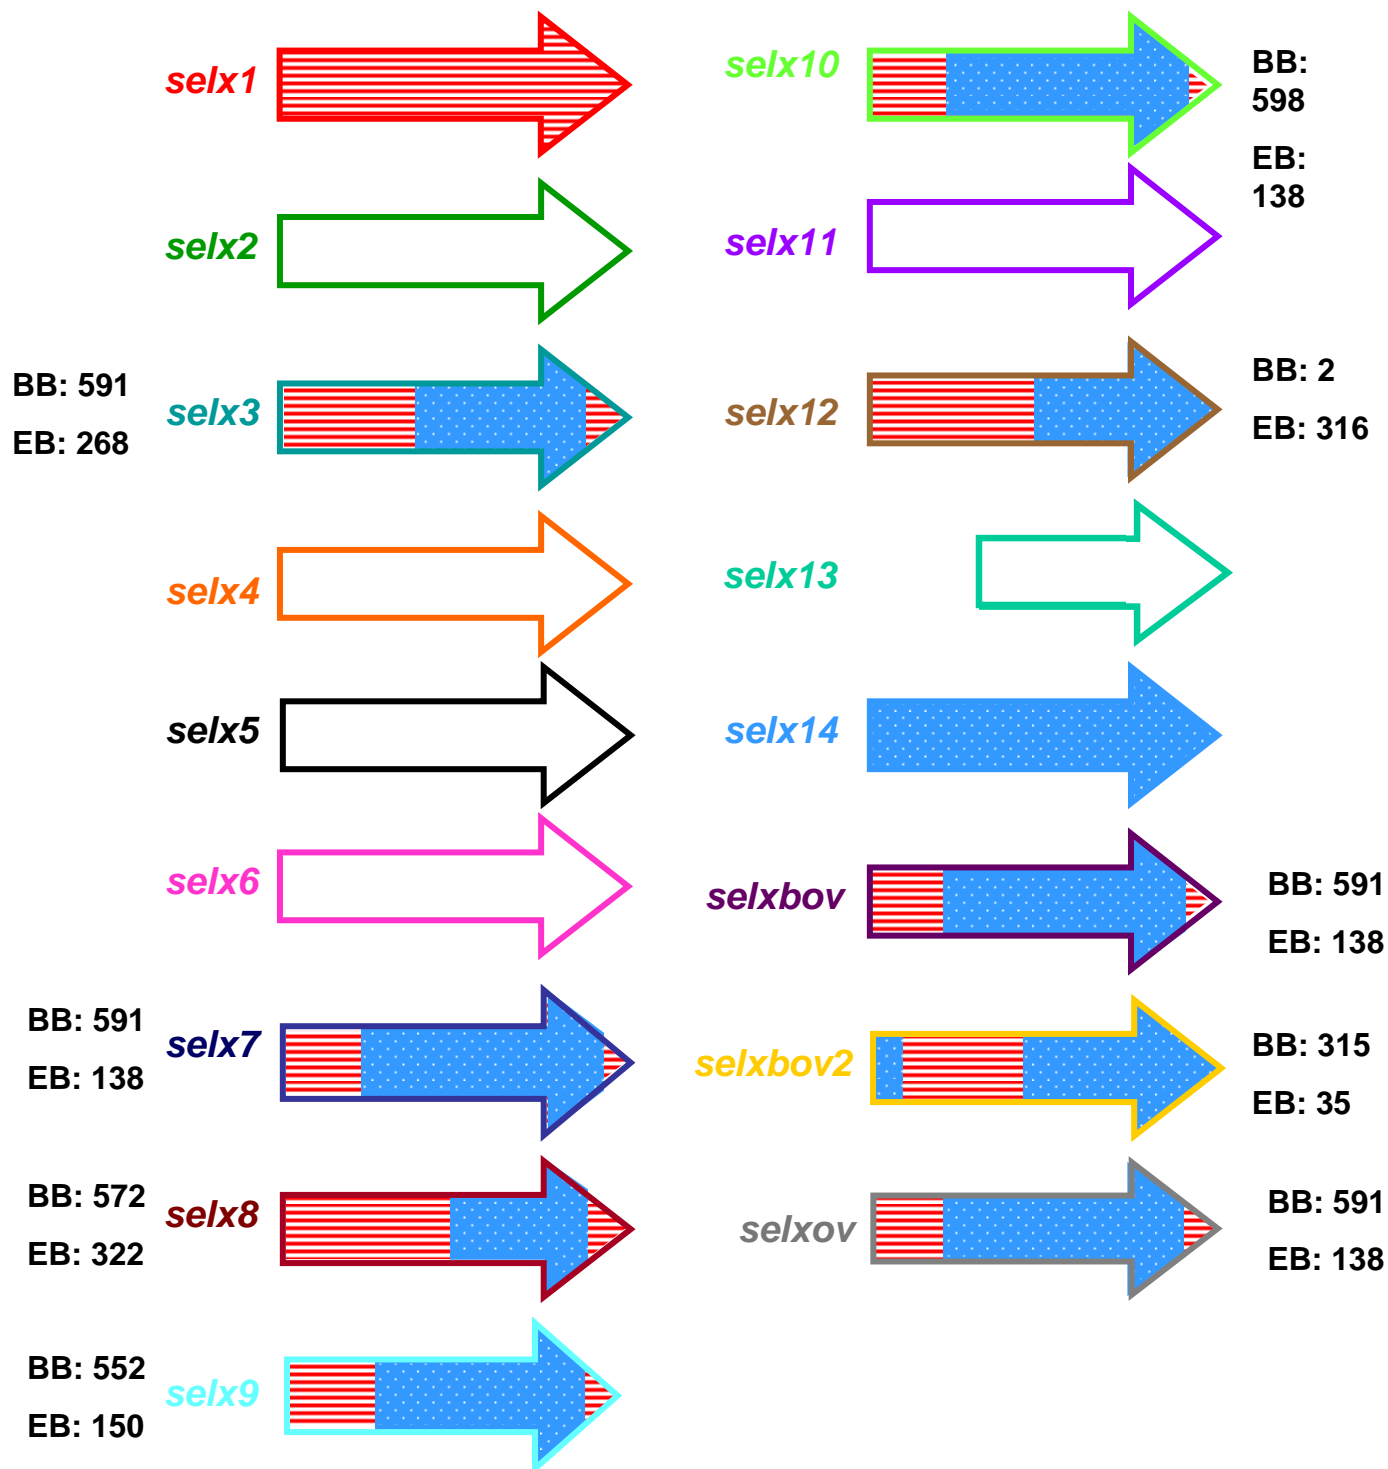 selx1
selx2
BB: 591
EB: 268
selx3
selx4
selx5
selx6
BB: 591
EB: 138
selx7
BB: 572
EB: 322
selx8
BB: 552
EB: 150
selx9
selx10
BB:
598
EB:
138
selx11
selx12
BB: 2
EB: 316
selx13
selx14
selxbov
BB: 591
EB: 138
selxbov2
BB: 315
EB: 35
selxov
BB: 591
EB: 138